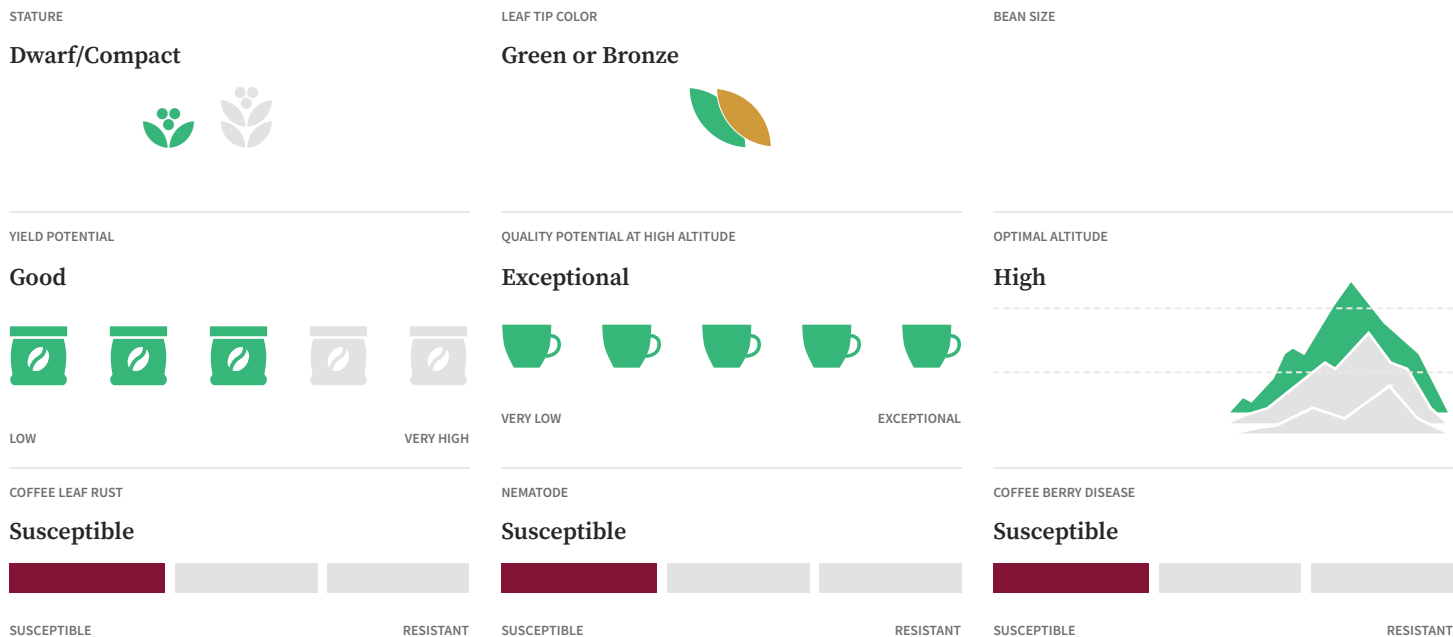 STATURE
Dwarf/Compact
LEAF TIP COLOR
Green or Bronze
BEAN SIZE
YIELD POTENTIAL
Good
LOW
VERY HIGH
QUALITY POTENTIAL AT HIGH ALTITUDE
Exceptional
VERY LOW
EXCEPTIONAL
OPTIMAL ALTITUDE
High
COFFEE LEAF RUST
Susceptible
SUSCEPTIBLE
RESISTANT
NEMATODE
Susceptible
SUSCEPTIBLE
RESISTANT
COFFEE BERRY DISEASE
Susceptible
SUSCEPTIBLE
RESISTANT